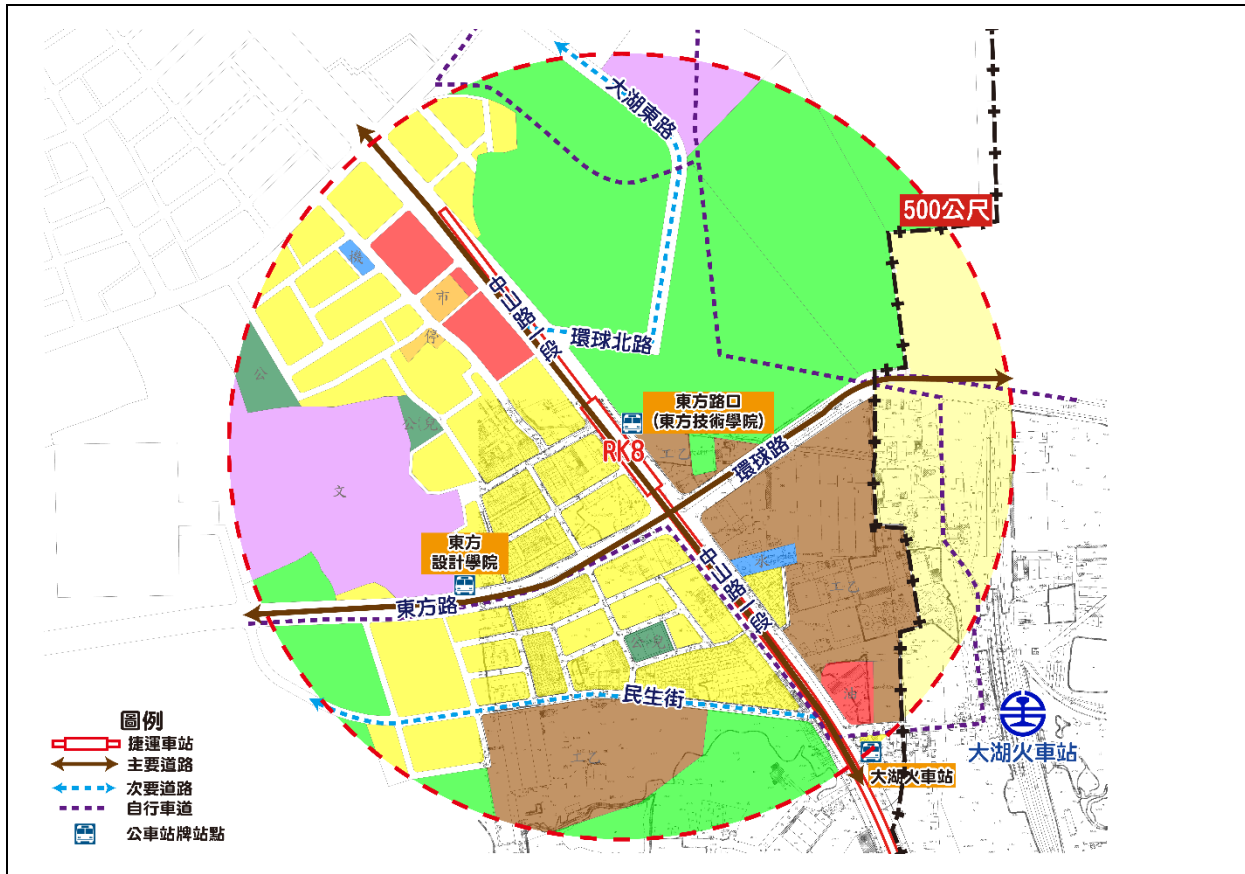 大湖東路
500公尺
機
市
中山路一段
停
環球北路
公
公兒
東方路口
(東方技術學院)
RK8
工乙
環球路
文
東方
設計學院
中山路一段
工乙
東方路
公兒
油
民生街
工乙
大湖火車站
大湖火車站
圖例
捷運車站
主要道路
次要道路
自行車道
公車站牌站點